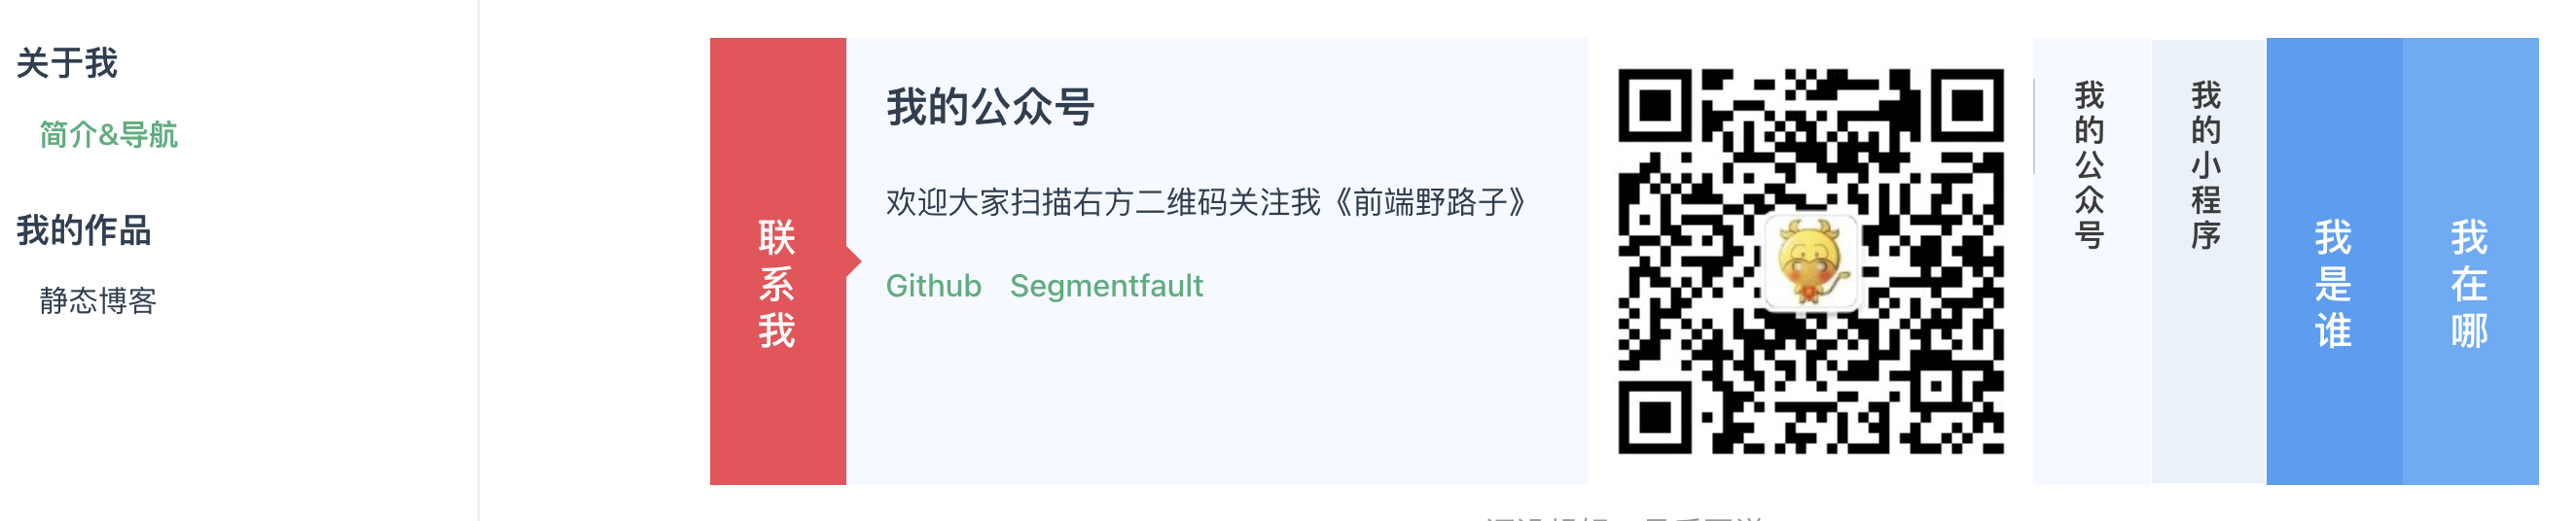 关于我
简介&导航
我的作品
静态博客
联系我
我的公众号
欢迎大家扫描右方二维码关注我《前端野路子》
Github Segmentfault
我的公众号
我的小程序
我是谁
我在哪